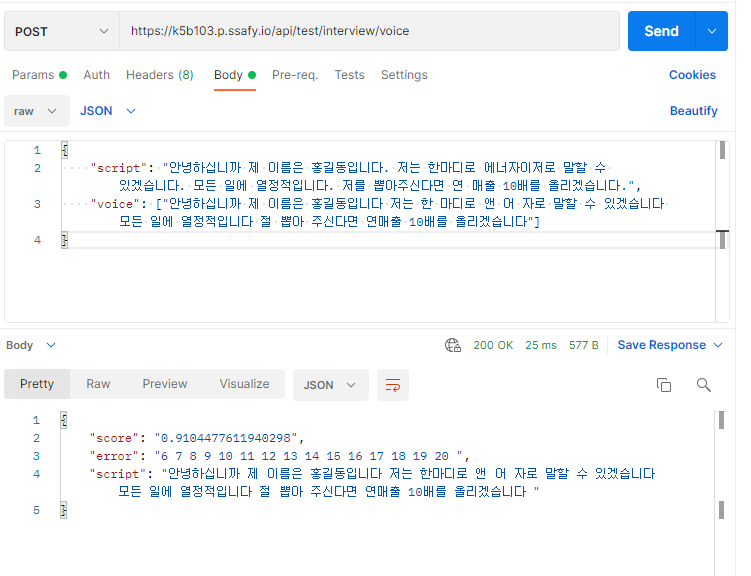 POST https://k5b103.p.ssafy.io/api/test/interview/voice Send
Params Auth Headers (8) Body Pre-req. Tests Settings Cookies
raw JSON Beautify
1 {
2 "script": "안녕하십니까 제 이름은 홍길동입니다. 저는 한마디로 에너자이저로 말할 수
있겠습니다. 모든 일에 열정적입니다. 저를 뽑아주신다면 연 매출 10배를 올리겠습니다.",
3 "voice": ["안녕하십니까 제 이름은 홍길동입니다 저는 한 마디로 앤 어 자로 말할 수 있겠습니다
모든 일에 열정적입니다 절 뽑아 주신다면 연매출 10배를 올리겠습니다"]
4 }
Body 200 OK 25 ms 577 B Save Response
Pretty Raw Preview Visualize JSON
1 {
2 "score": "0.9104477611940298",
3 "error": "6 7 8 9 10 11 12 13 14 15 16 17 18 19 20 ",
4 "script": "안녕하십니까 제 이름은 홍길동입니다 저는 한마디로 앤 어 자로 말할 수 있겠습니다
모든 일에 열정적입니다 절 뽑아 주신다면 연매출 10배를 올리겠습니다 "
5 }